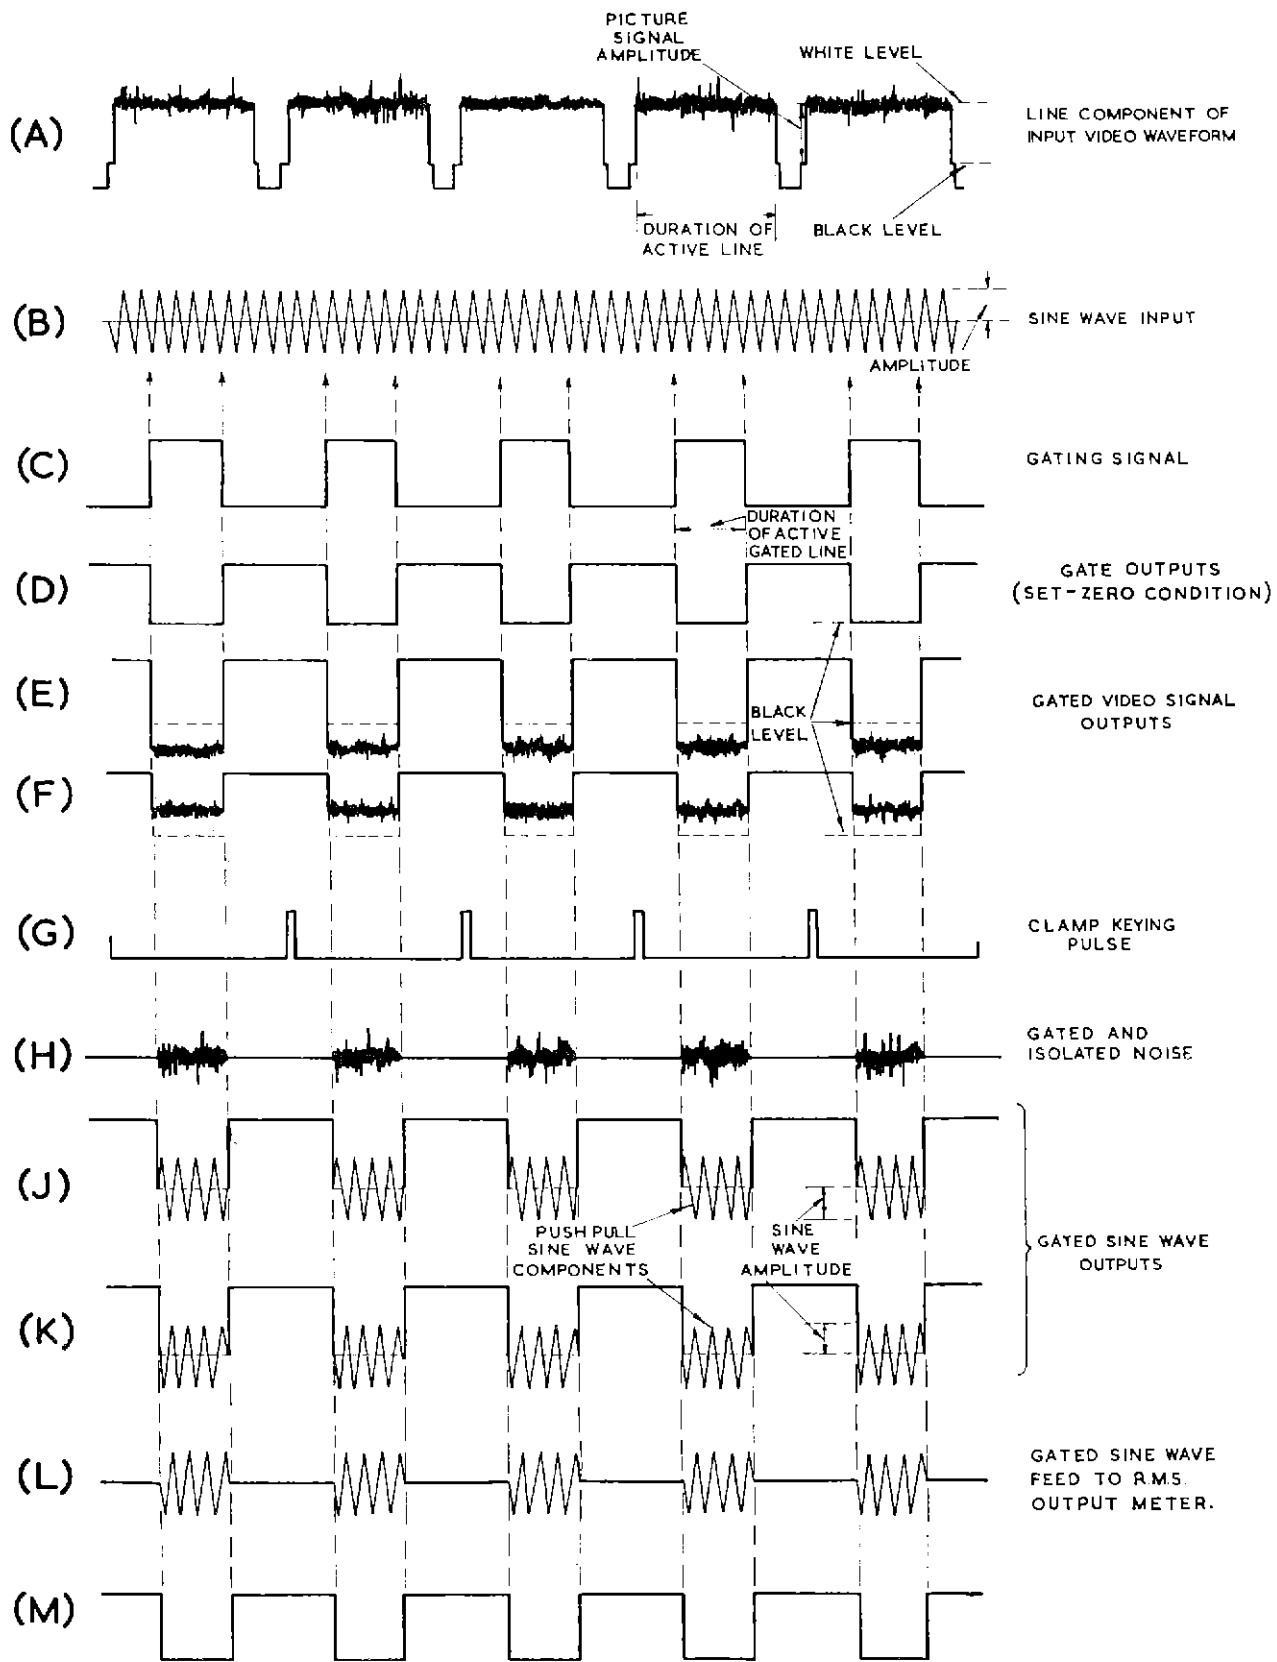 PICTURE
SIGNAL
AMPLITUDE
WHITE LEVEL
(A)
LINE COMPONENT OF
INPUT VIDEO WAVEFORM
DURATION OF
ACTIVE LINE
BLACK LEVEL
(B)
SINE WAVE INPUT
AMPLITUDE
(C)
GATING SIGNAL
DURATION
OF ACTIVE
GATED LINE
(D)
GATE OUTPUTS
(SET-ZERO CONDITION)
(E)
BLACK
LEVEL
GATED VIDEO SIGNAL
OUTPUTS
(F)
(G)
CLAMP KEYING
PULSE
(H)
GATED AND
ISOLATED NOISE
(J)
PUSH PULL
SINE WAVE
COMPONENTS
SINE
WAVE
AMPLITUDE
GATED SINE WAVE
OUTPUTS
(K)
(L)
GATED SINE WAVE
FEED TO R.M.S.
OUTPUT METER.
(M)